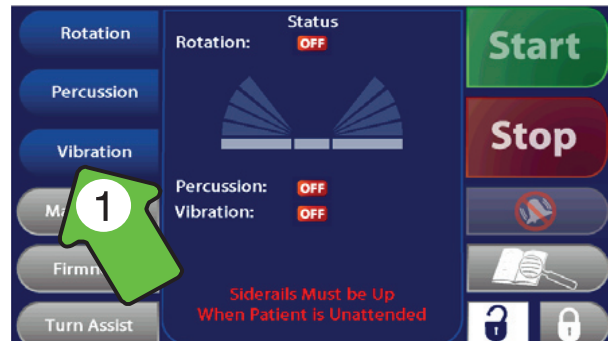 Rotation
Percussion
Vibration
1
Turn Assist
Status
Rotation: OFF
Percussion: OFF
Vibration: OFF
Siderails Must be Up
When Patient is Unattended
Start
Stop